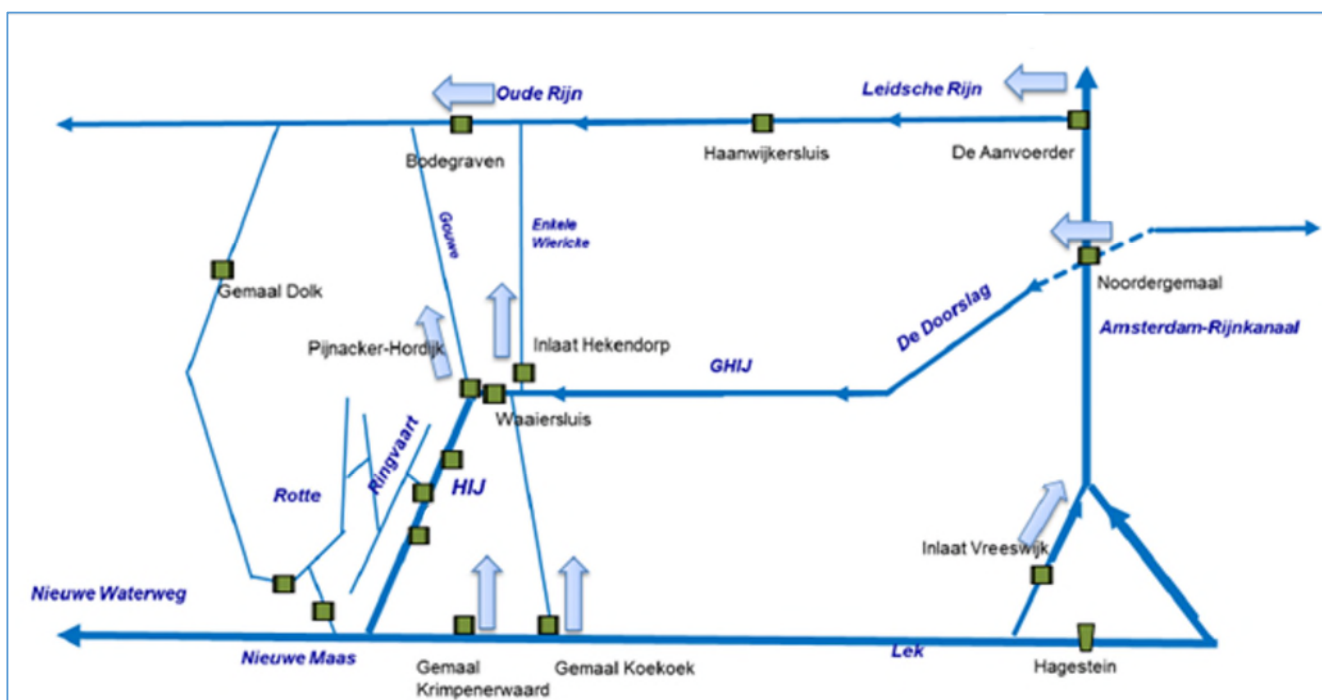 Oude Rijn
Leidsche Rijn
Bodegraven
Haanwijkersluis
De Aanvoerder
Gouwe
Enkele
Wiericke
Gemaal Dolk
Noordergemaal
De Doorslag
Amsterdam-Rijnkanaal
Pijnacker-Hordijk
Inlaat Hekendorp
GHIJ
Waaiersluis
Ringvaart
Rotte
HIJ
Inlaat Vreeswijk
Nieuwe Waterweg
Nieuwe Maas
Lek
Gemaal
Krimpenerwaard
Gemaal Koekoek
Hagestein